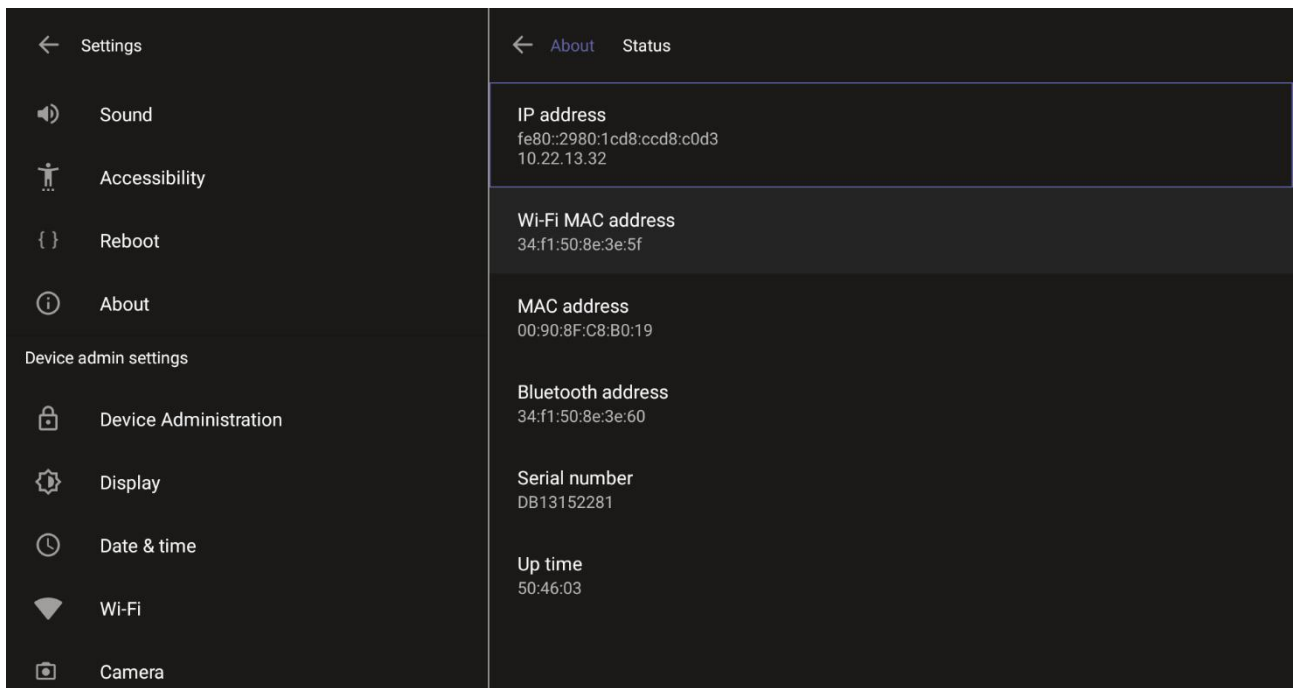 Settings
Sound
Accessibility
{ } Reboot
About
Device admin settings
Device Administration
Display
Date & time
Wi-Fi
Camera
About Status
IP address
fe80::2980:1cd8:ccd8:c0d3
10.22.13.32
Wi-Fi MAC address
34:f1:50:8e:3e:5f
MAC address
00:90:8F:C8:B0:19
Bluetooth address
34:f1:50:8e:3e:60
Serial number
DB13152281
Up time
50:46:03